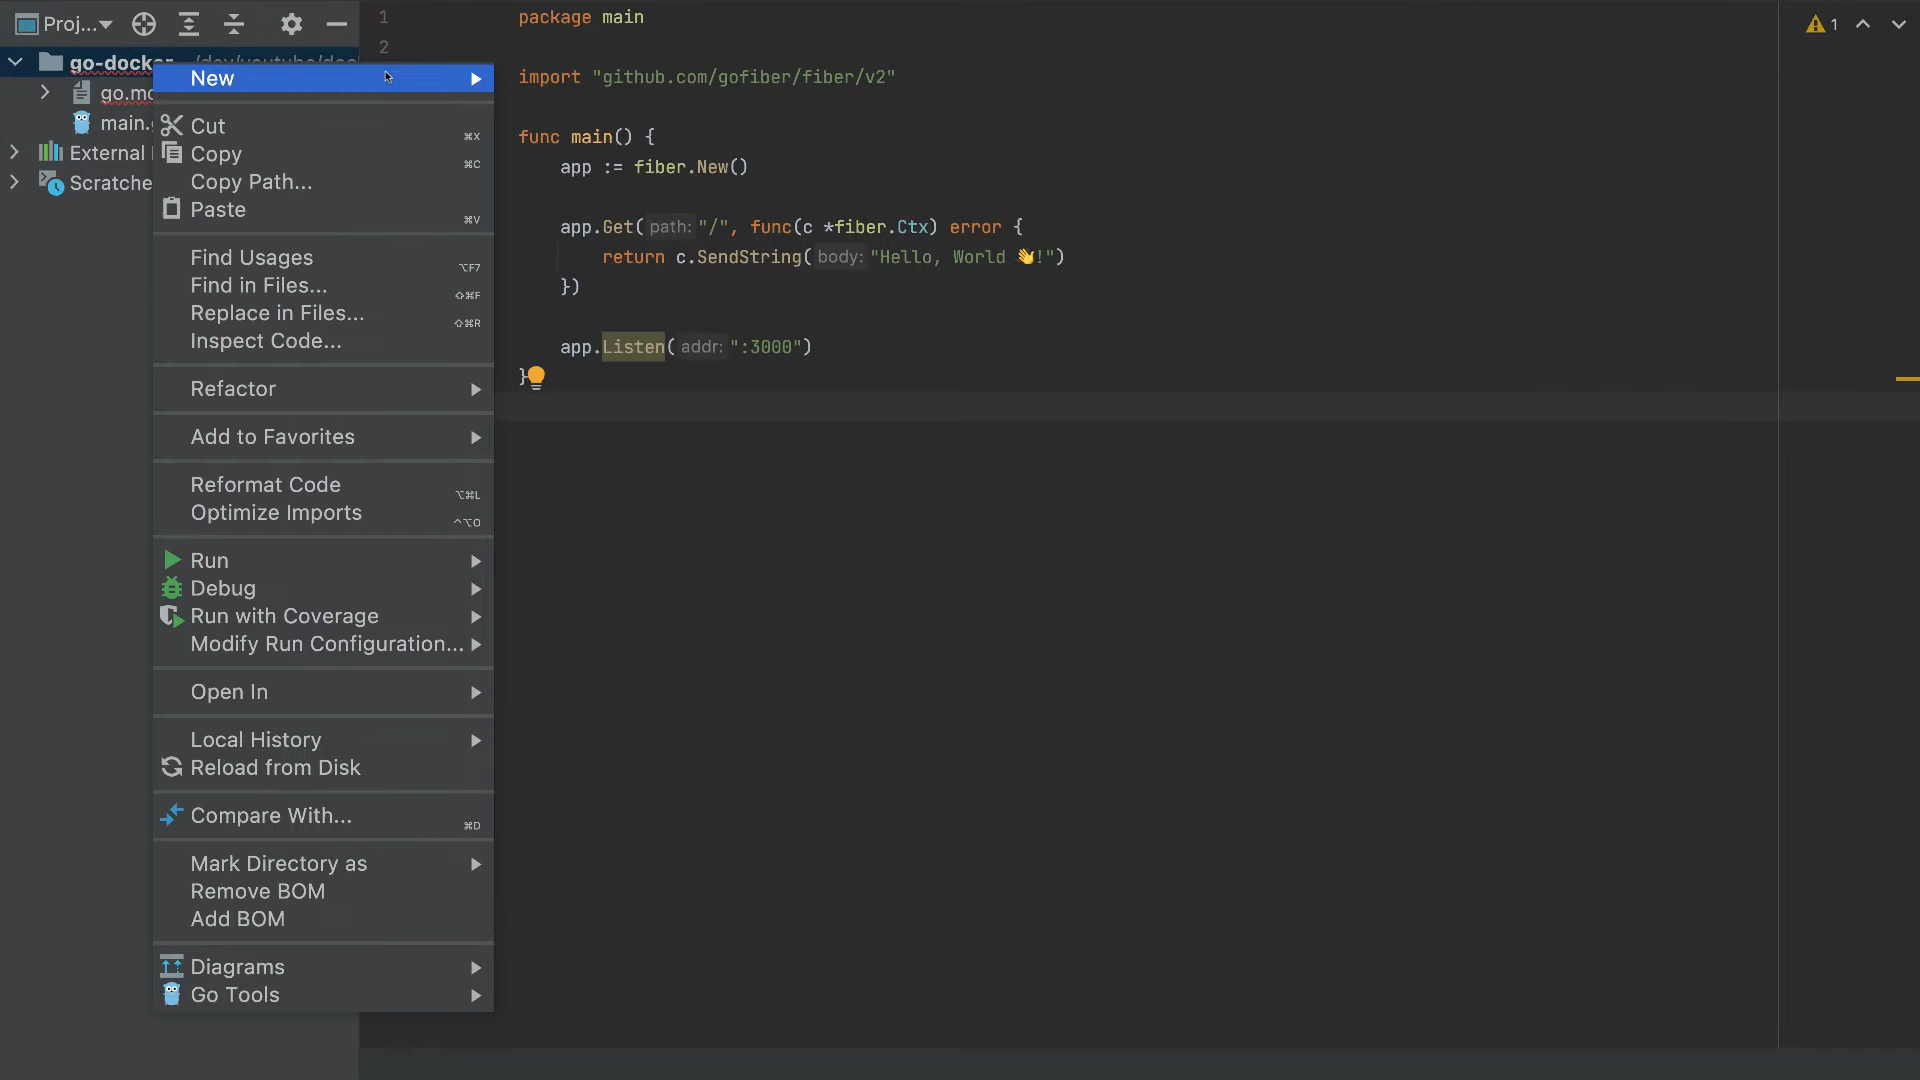 Proj...
go-docker ~/dev/youtube/doc
go.mo
main.
External
Scratche
New
Cut ⌘X
Copy ⌘C
Copy Path...
Paste ⌘V
Find Usages ⌥F7
Find in Files... ⇧⌘F
Replace in Files... ⇧⌘R
Inspect Code...
Refactor
Add to Favorites
Reformat Code ⌥⌘L
Optimize Imports ^⌥O
Run
Debug
Run with Coverage
Modify Run Configuration...
Open In
Local History
Reload from Disk
Compare With... ⌘D
Mark Directory as
Remove BOM
Add BOM
Diagrams
Go Tools
1 package main
2
import "github.com/gofiber/fiber/v2"
func main() {
app := fiber.New()
app.Get( path: "/", func(c *fiber.Ctx) error {
return c.SendString( body: "Hello, World 👋!")
})
app.Listen( addr: ":3000")
}
1